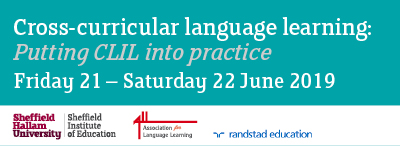 Cross-curricular language learning:
Putting CLIL into practice
Friday 21 – Saturday 22 June 2019
Sheffield Hallam University
Sheffield Institute of Education
Association for Language Learning
randstad education